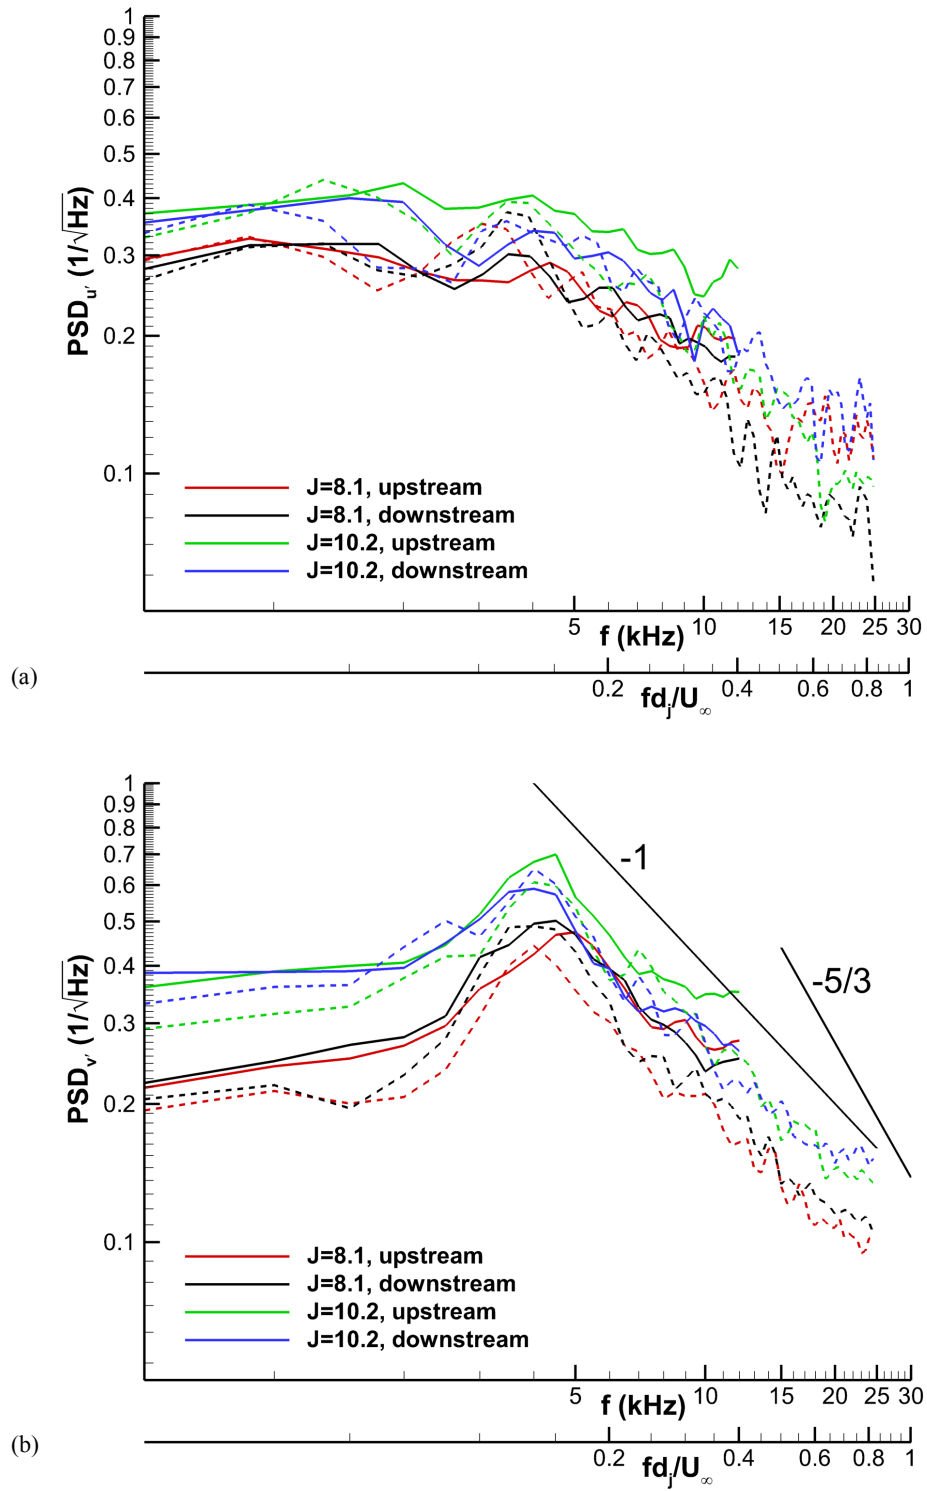 1
0.9
0.8
0.7
0.6
0.5
0.4
0.3
0.2
0.1
PSD_u′ (1/√Hz)
J=8.1, upstream
J=8.1, downstream
J=10.2, upstream
J=10.2, downstream
5 10 15 20 25 30
f (kHz)
(a)
0.2 0.4 0.6 0.8 1
fd_j/U_∞
1
0.9
0.8
0.7
0.6
0.5
0.4
0.3
0.2
0.1
PSD_v′ (1/√Hz)
-1
-5/3
J=8.1, upstream
J=8.1, downstream
J=10.2, upstream
J=10.2, downstream
5 10 15 20 25 30
f (kHz)
(b)
0.2 0.4 0.6 0.8 1
fd_j/U_∞